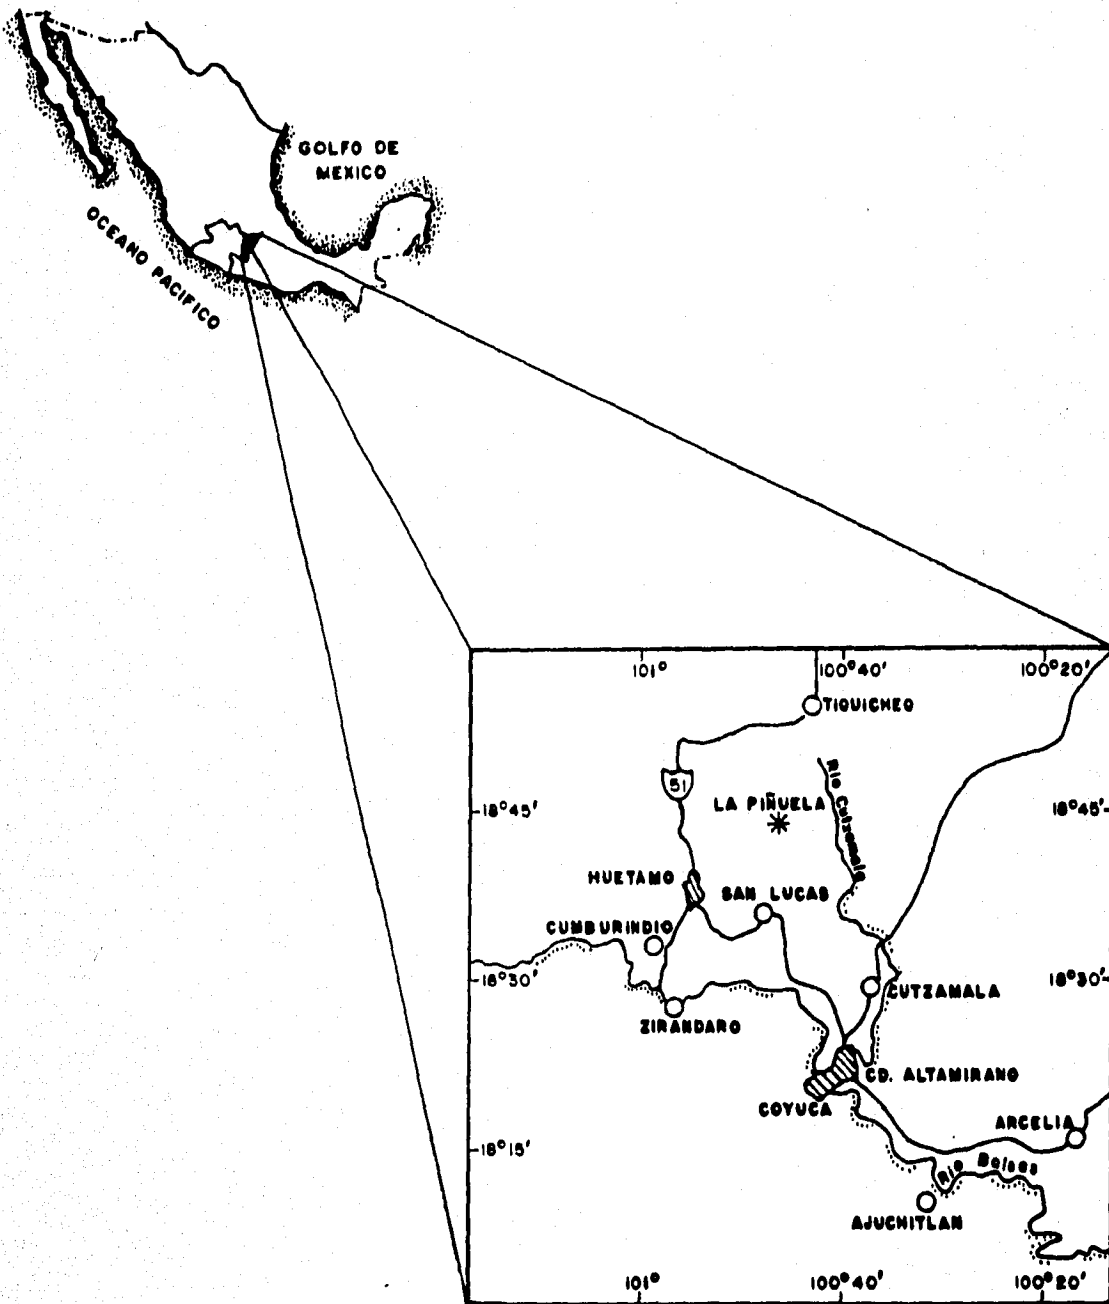 GOLFO DE
MEXICO
OCEANO PACIFICO
101° 100°40' 100°20'
TIQUICHEO
51
Río Cutzamala
LA PIÑUELA
18°45' 18°45'
HUETAMO
SAN LUCAS
CUMBURINDIO
18°30' 18°30'
CUTZAMALA
ZIRANDARO
CD. ALTAMIRANO
COYUCA
ARCELIA
18°15'
Río Balsas
AJUCHITLAN
101° 100°40' 100°20'